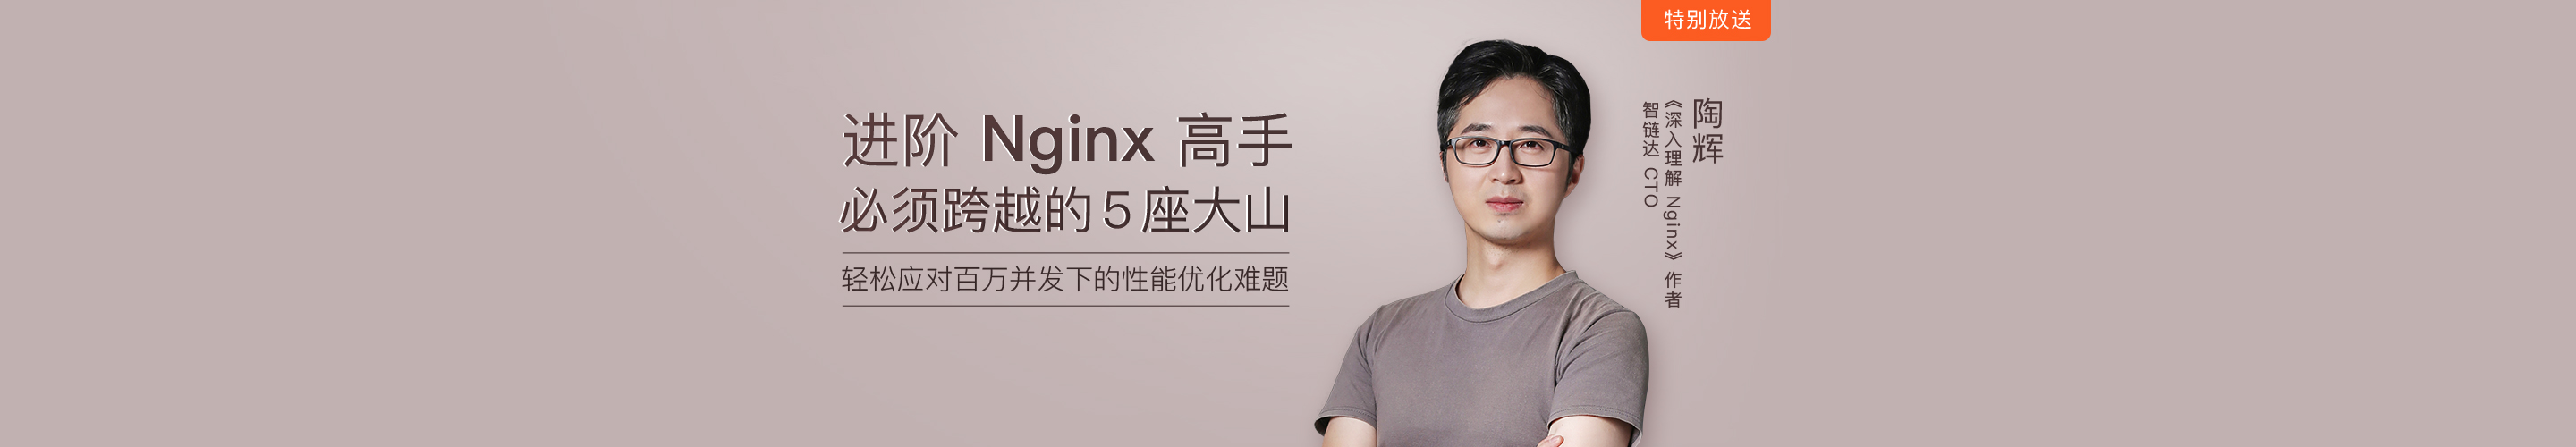 特别放送
进阶 Nginx 高手
必须跨越的5座大山
轻松应对百万并发下的性能优化难题
陶辉
《深入理解 Nginx》作者
智链达 CTO